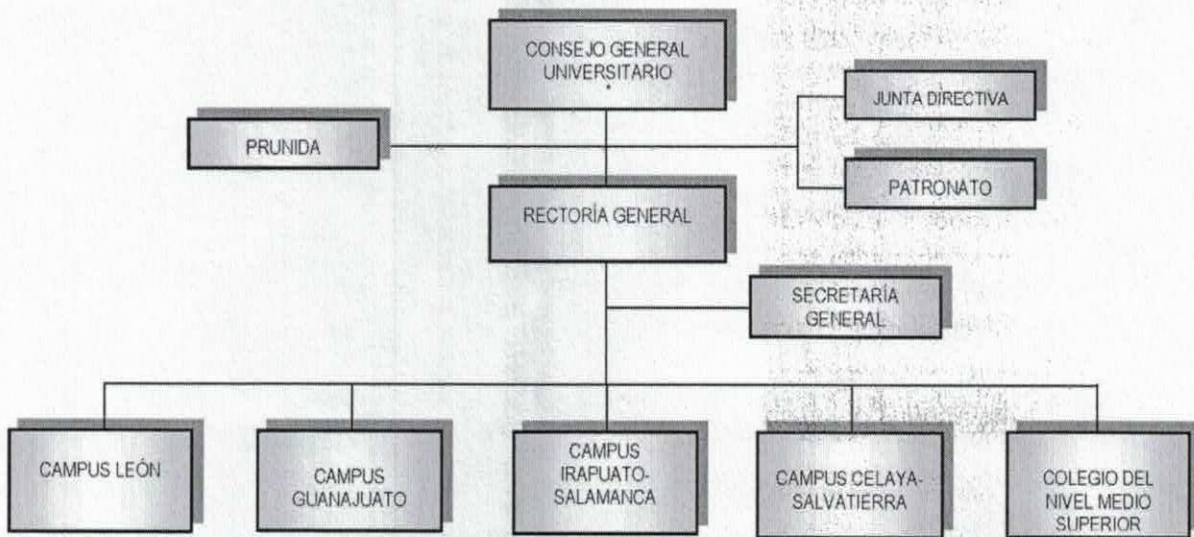 CONSEJO GENERAL
UNIVERSITARIO
*
JUNTA DIRECTIVA
PRUNIDA
PATRONATO
RECTORÍA GENERAL
SECRETARÍA
GENERAL
CAMPUS LEÓN
CAMPUS
GUANAJUATO
CAMPUS
IRAPUATO-
SALAMANCA
CAMPUS CELAYA-
SALVATIERRA
COLEGIO DEL
NIVEL MEDIO
SUPERIOR